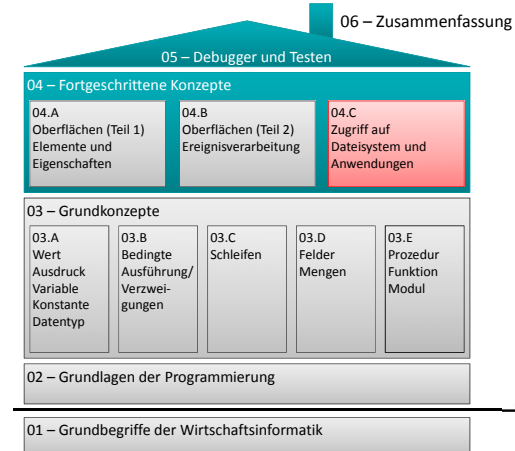 06 – Zusammenfassung
05 – Debugger und Testen
04 – Fortgeschrittene Konzepte
04.A
Oberflächen (Teil 1)
Elemente und
Eigenschaften
04.B
Oberflächen (Teil 2)
Ereignisverarbeitung
04.C
Zugriff auf
Dateisystem und
Anwendungen
03 – Grundkonzepte
03.A
Wert
Ausdruck
Variable
Konstante
Datentyp
03.B
Bedingte
Ausführung/
Verzwei-
gungen
03.C
Schleifen
03.D
Felder
Mengen
03.E
Prozedur
Funktion
Modul
02 – Grundlagen der Programmierung
01 – Grundbegriffe der Wirtschaftsinformatik